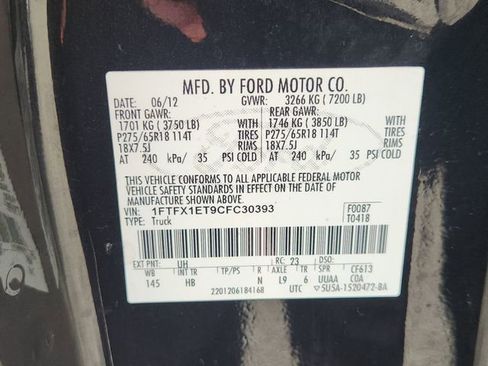 MFD. BY FORD MOTOR CO.
DATE: 06/12 GVWR: 3266 KG ( 7200 LB)
FRONT GAWR: REAR GAWR:
1701 KG ( 3750 LB) WITH 1746 KG ( 3850 LB) WITH
P275/65R18 114T TIRES P275/65R18 114T
18X7.5J RIMS 18X7.5J
AT 240 kPa/ 35 PSI COLD AT 240 kPa/ 35 PSI COLD
THIS VEHICLE CONFORMS TO ALL APPLICABLE FEDERAL MOTOR
VEHICLE SAFETY STANDARDS IN EFFECT ON THE DATE OF
MANUFACTURE SHOWN ABOVE.
VIN: 1FTFX1ET9CFC30393 F0087
TYPE: Truck T0418
EXT PNT: UH RC: 23 DSO: CF613
WB INT TR TP/PS R AXLE TR SPR C0A
145 HB N L9 6 UUAA
2201206184168 UTC 5U5A-1520472-BA